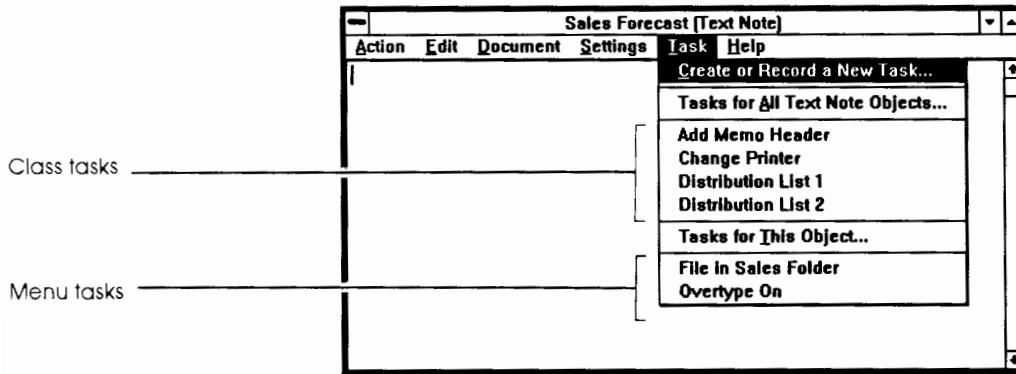 Sales Forecast (Text Note)
Action Edit Document Settings Task Help
Create or Record a New Task...
Tasks for All Text Note Objects...
Add Memo Header
Class tasks
Change Printer
Distribution List 1
Distribution List 2
Tasks for This Object...
File in Sales Folder
Menu tasks
Overtype On